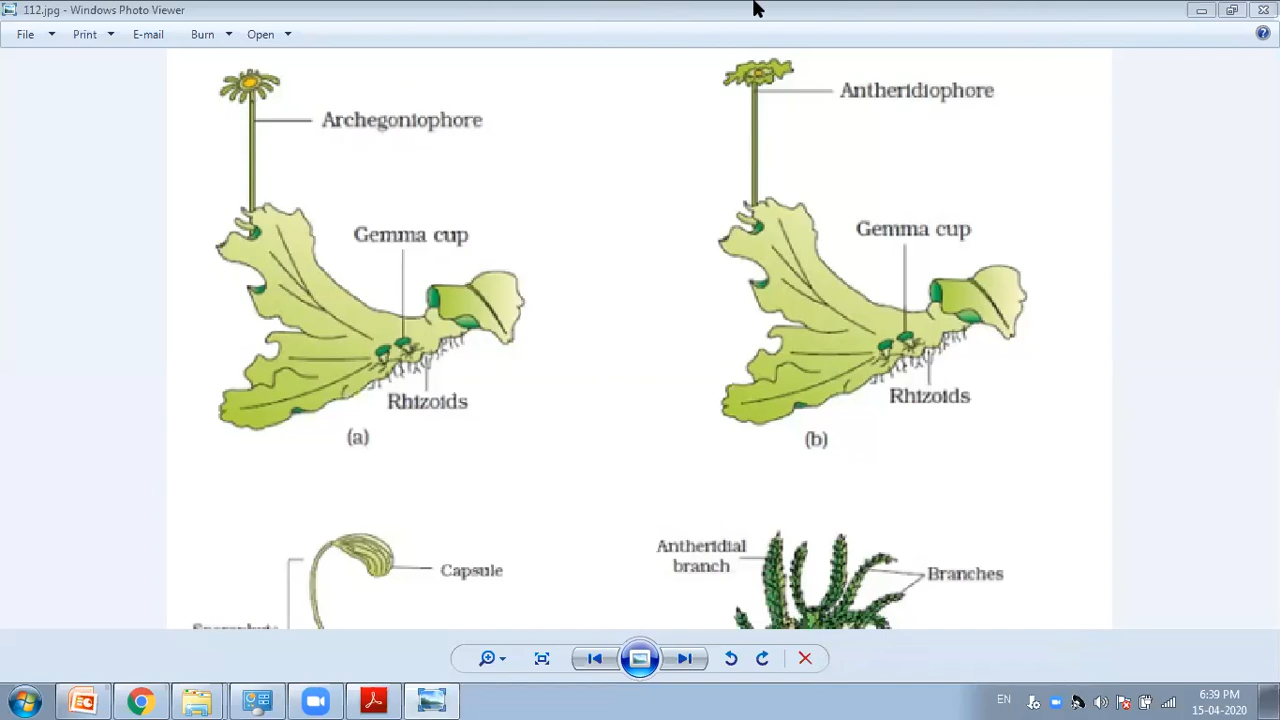 112.jpg - Windows Photo Viewer
File Print E-mail Burn Open
Archegoniophore
Gemma cup
Rhizoids
(a)
Antheridiophore
Gemma cup
Rhizoids
(b)
Capsule
Antheridial
branch
Branches
EN
6:39 PM
15-04-2020